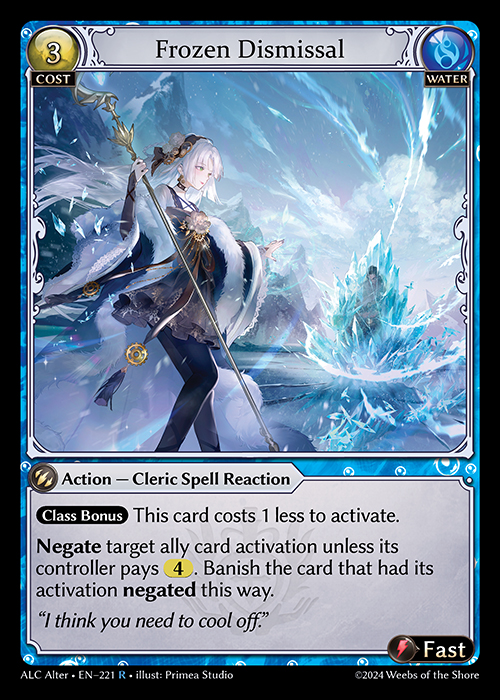 3
Frozen Dismissal
COST
WATER
Action — Cleric Spell Reaction
Class Bonus This card costs 1 less to activate.
Negate target ally card activation unless its
controller pays 4. Banish the card that had its
activation negated this way.
“I think you need to cool off.”
Fast
ALC Alter • EN–221 R • illust: Primea Studio
©2024 Weebs of the Shore